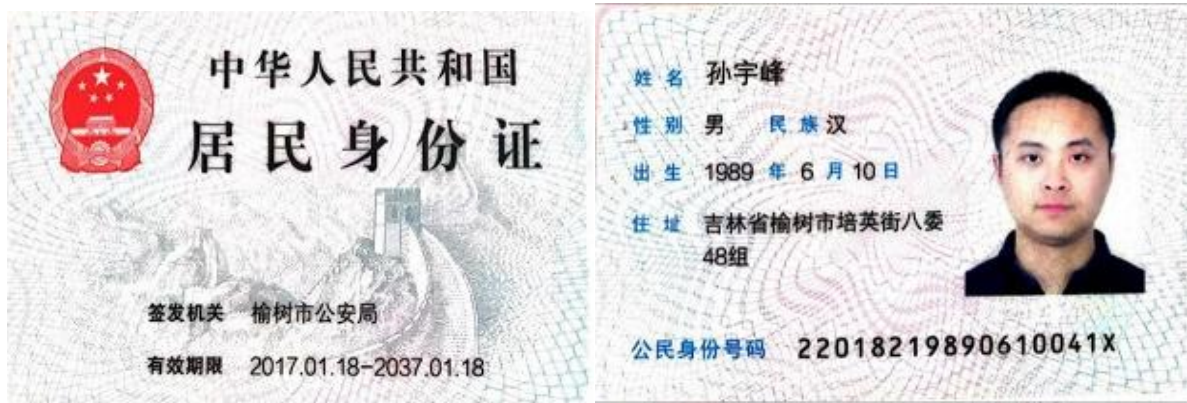 中华人民共和国
居民身份证
签发机关 榆树市公安局
有效期限 2017.01.18-2037.01.18
姓名 孙宇峰
性别 男 民族 汉
出生 1989 年 6 月 10 日
住址 吉林省榆树市培英街八委
48组
公民身份号码 22018219890610041X